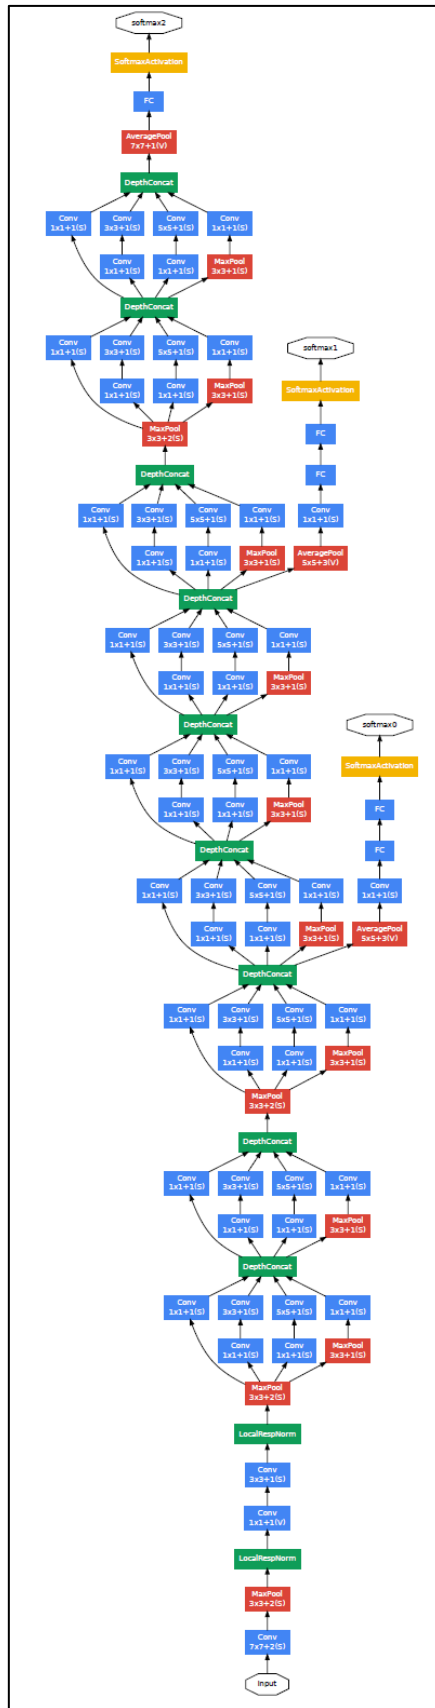 softmax2
SoftmaxActivation
FC
AveragePool
7x7+1(V)
DepthConcat
Conv Conv Conv Conv
1x1+1(S) 3x3+1(S) 5x5+1(S) 1x1+1(S)
Conv Conv MaxPool
1x1+1(S) 1x1+1(S) 3x3+1(S)
DepthConcat
Conv Conv Conv Conv
1x1+1(S) 3x3+1(S) 5x5+1(S) 1x1+1(S)
softmax1
Conv Conv MaxPool
1x1+1(S) 1x1+1(S) 3x3+1(S)
SoftmaxActivation
MaxPool
3x3+2(S)
FC
DepthConcat
FC
Conv Conv Conv Conv Conv
1x1+1(S) 3x3+1(S) 5x5+1(S) 1x1+1(S) 1x1+1(S)
Conv Conv MaxPool AveragePool
1x1+1(S) 1x1+1(S) 3x3+1(S) 5x5+3(V)
DepthConcat
Conv Conv Conv Conv
1x1+1(S) 3x3+1(S) 5x5+1(S) 1x1+1(S)
Conv Conv MaxPool
1x1+1(S) 1x1+1(S) 3x3+1(S)
DepthConcat
softmax0
Conv Conv Conv Conv
1x1+1(S) 3x3+1(S) 5x5+1(S) 1x1+1(S)
SoftmaxActivation
Conv Conv MaxPool
1x1+1(S) 1x1+1(S) 3x3+1(S)
FC
DepthConcat
FC
Conv Conv Conv Conv Conv
1x1+1(S) 3x3+1(S) 5x5+1(S) 1x1+1(S) 1x1+1(S)
Conv Conv MaxPool AveragePool
1x1+1(S) 1x1+1(S) 3x3+1(S) 5x5+3(V)
DepthConcat
Conv Conv Conv Conv
1x1+1(S) 3x3+1(S) 5x5+1(S) 1x1+1(S)
Conv Conv MaxPool
1x1+1(S) 1x1+1(S) 3x3+1(S)
MaxPool
3x3+2(S)
DepthConcat
Conv Conv Conv Conv
1x1+1(S) 3x3+1(S) 5x5+1(S) 1x1+1(S)
Conv Conv MaxPool
1x1+1(S) 1x1+1(S) 3x3+1(S)
DepthConcat
Conv Conv Conv Conv
1x1+1(S) 3x3+1(S) 5x5+1(S) 1x1+1(S)
Conv Conv MaxPool
1x1+1(S) 1x1+1(S) 3x3+1(S)
MaxPool
3x3+2(S)
LocalRespNorm
Conv
3x3+1(S)
Conv
1x1+1(V)
LocalRespNorm
MaxPool
3x3+2(S)
Conv
7x7+2(S)
input